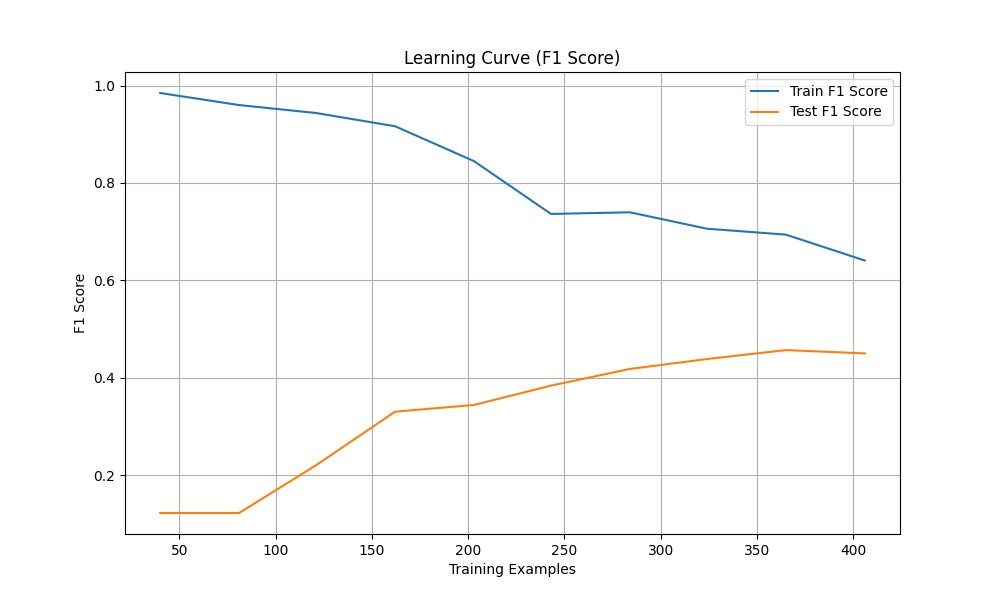 Learning Curve (F1 Score)
Train F1 Score
Test F1 Score
F1 Score
1.0
0.8
0.6
0.4
0.2
50 100 150 200 250 300 350 400
Training Examples